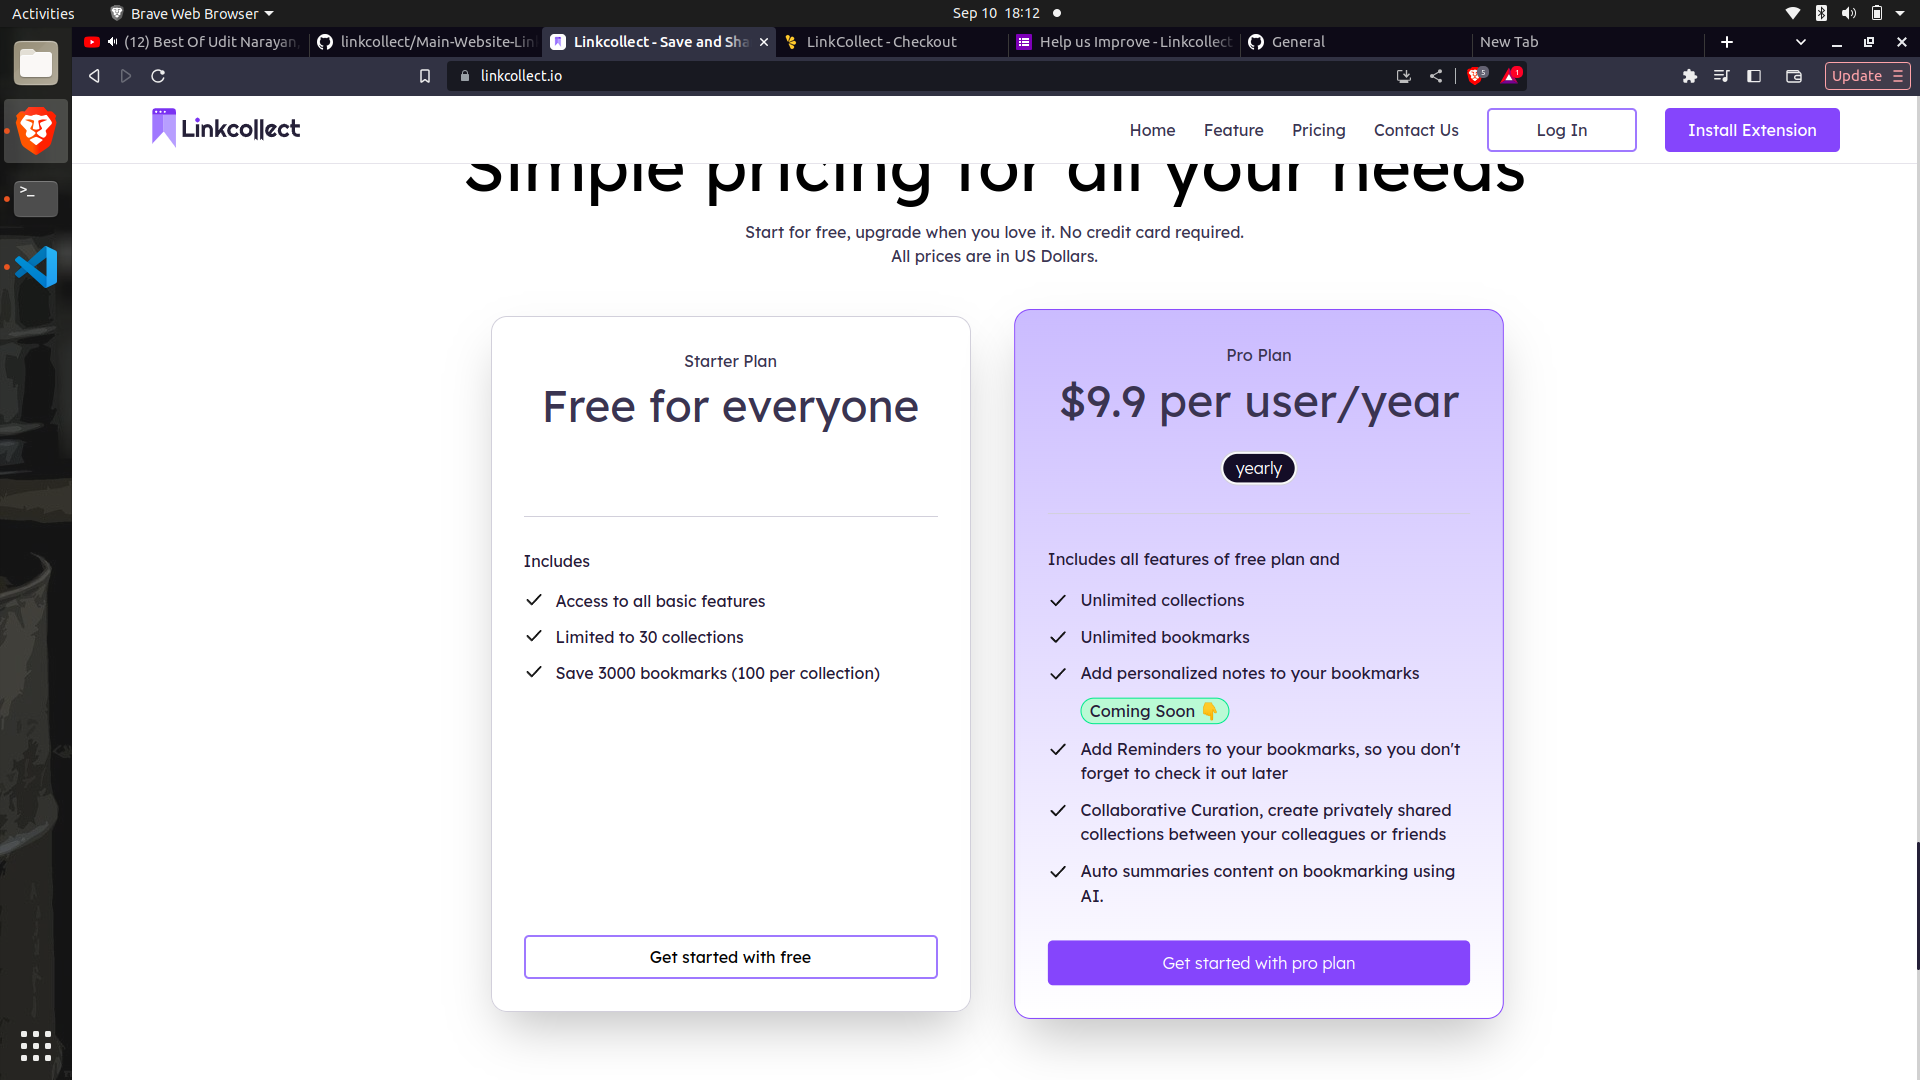 Activities
Brave Web Browser
Sep 10 18:12
(12) Best Of Udit Narayan,
linkcollect/Main-Website-Lin
Linkcollect - Save and Sha
LinkCollect - Checkout
Help us Improve - Linkcollect
General
New Tab
linkcollect.io
5
1
Update
Linkcollect
Home
Feature
Pricing
Contact Us
Log In
Install Extension
Simple pricing for all your needs
Start for free, upgrade when you love it. No credit card required.
All prices are in US Dollars.
Starter Plan
Free for everyone
Includes
Access to all basic features
Limited to 30 collections
Save 3000 bookmarks (100 per collection)
Get started with free
Pro Plan
$9.9 per user/year
yearly
Includes all features of free plan and
Unlimited collections
Unlimited bookmarks
Add personalized notes to your bookmarks
Coming Soon 👇
Add Reminders to your bookmarks, so you don't
forget to check it out later
Collaborative Curation, create privately shared
collections between your colleagues or friends
Auto summaries content on bookmarking using
AI.
Get started with pro plan